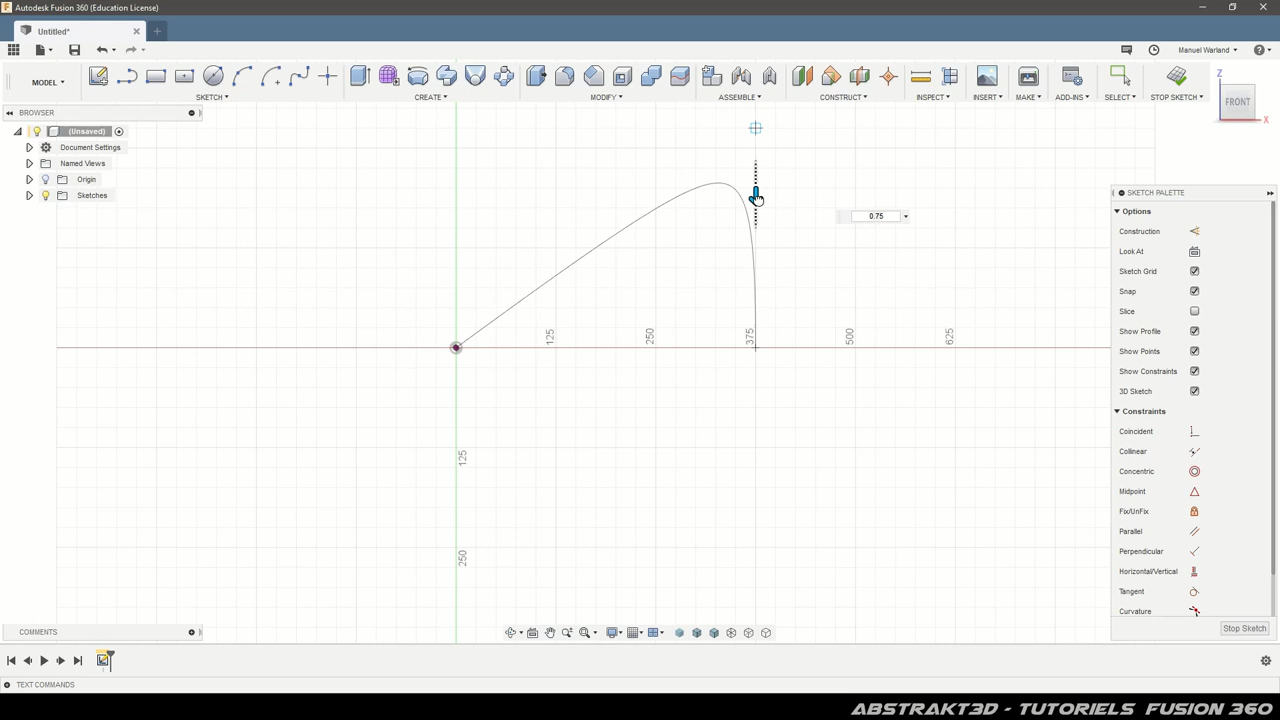 Autodesk Fusion 360 (Education License)
Untitled*
Manuel Warland
MODEL
SKETCH
CREATE
MODIFY
ASSEMBLE
CONSTRUCT
INSPECT
INSERT
MAKE
ADD-INS
SELECT
STOP SKETCH
Z
FRONT
X
BROWSER
(Unsaved)
Document Settings
Named Views
Origin
Sketches
0.75
125
250
375
500
625
125
250
SKETCH PALETTE
Options
Construction
Look At
Sketch Grid
Snap
Slice
Show Profile
Show Points
Show Constraints
3D Sketch
Constraints
Coincident
Collinear
Concentric
Midpoint
Fix/UnFix
Parallel
Perpendicular
Horizontal/Vertical
Tangent
Curvature
Stop Sketch
COMMENTS
TEXT COMMANDS
ABSTRAKT3D - TUTORIELS FUSION 360